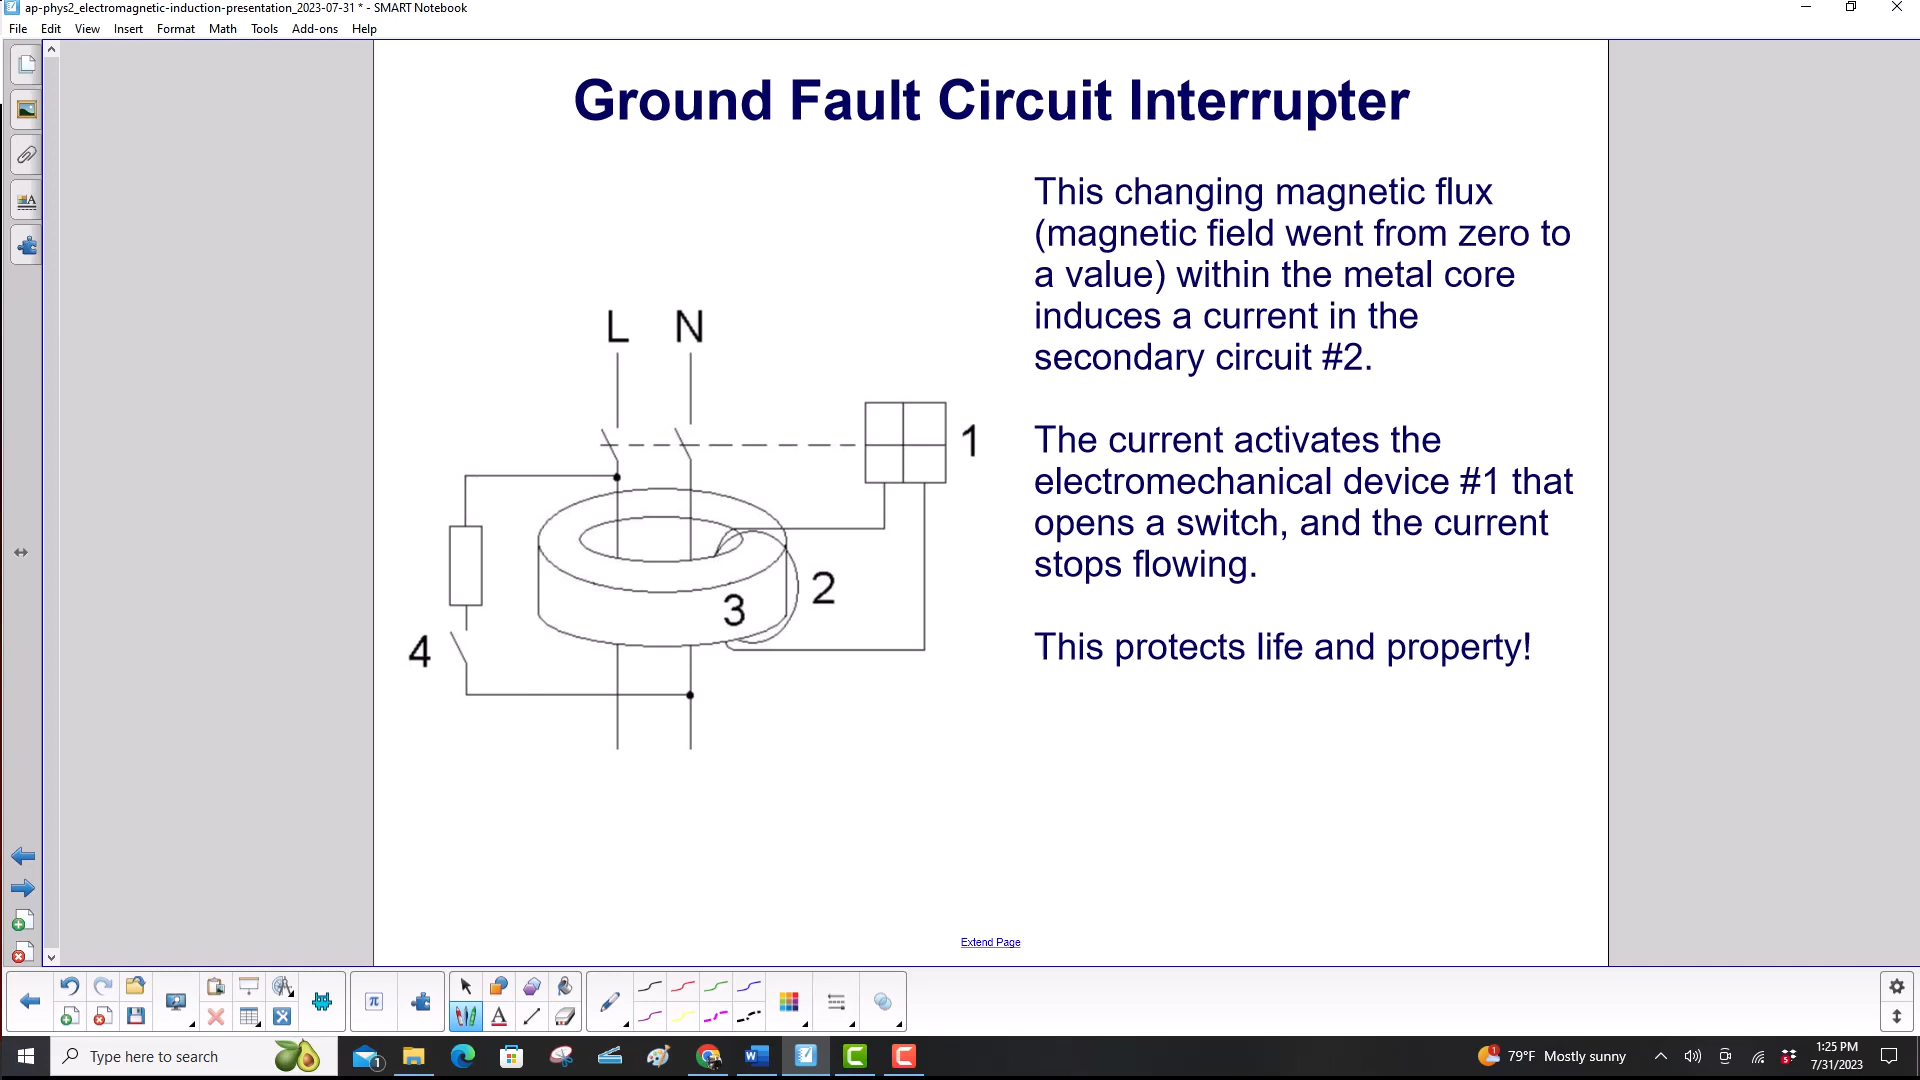 ap-phys2_electromagnetic-induction-presentation_2023-07-31 * - SMART Notebook
File Edit View Insert Format Math Tools Add-ons Help
Ground Fault Circuit Interrupter
This changing magnetic flux
(magnetic field went from zero to
a value) within the metal core
induces a current in the
secondary circuit #2.
The current activates the
electromechanical device #1 that
opens a switch, and the current
stops flowing.
This protects life and property!
L N
1
2
3
4
Extend Page
π
A
Type here to search
1
W
C
C
1
79°F Mostly sunny
5
1:25 PM
7/31/2023